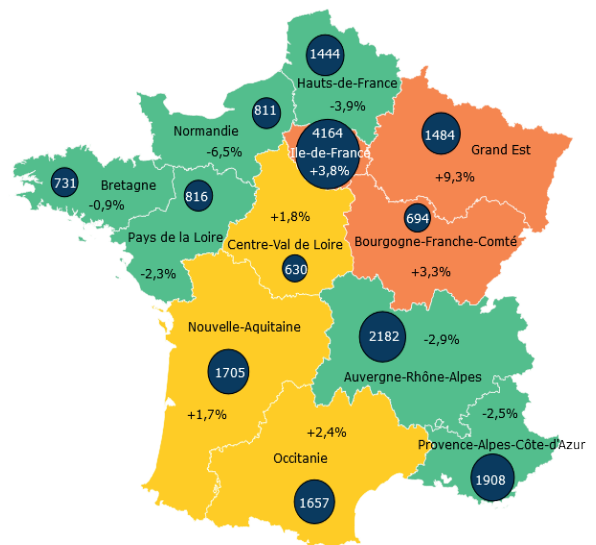 1444
Hauts-de-France
-3,9%
811
Normandie
-6,5%
4164
Ile-de-France
+3,8%
1484
Grand Est
+9,3%
731
Bretagne
-0,9%
816
Pays de la Loire
-2,3%
+1,8%
Centre-Val de Loire
630
694
Bourgogne-Franche-Comté
+3,3%
Nouvelle-Aquitaine
1705
+1,7%
2182
-2,9%
Auvergne-Rhône-Alpes
+2,4%
Occitanie
1657
-2,5%
Provence-Alpes-Côte-d'Azur
1908